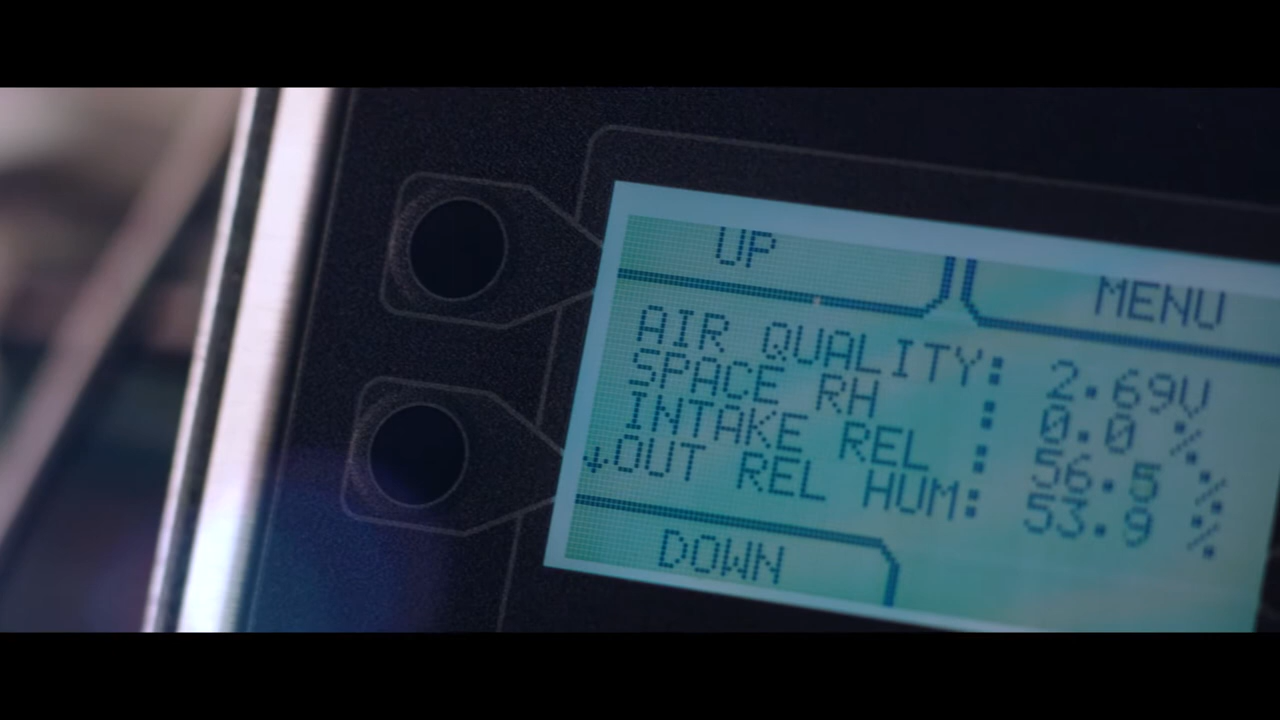 UP
MENU
AIR QUALITY: 2.69V
SPACE RH : 0.0 %
INTAKE REL : 56.5 %
↓OUT REL HUM: 53.9 %
DOWN